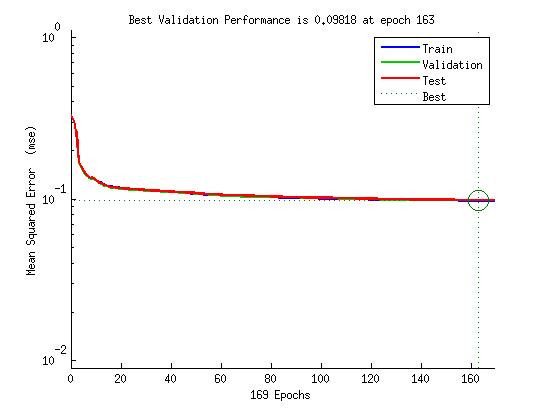 Best Validation Performance is 0.09818 at epoch 163
Train
Validation
Test
Best
Mean Squared Error (mse)
10^0
10^-1
10^-2
0 20 40 60 80 100 120 140 160
169 Epochs